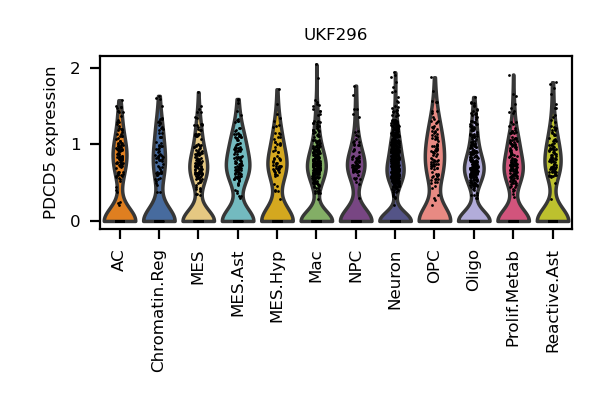 UKF296
PDCD5 expression
2
1
0
AC
Chromatin.Reg
MES
MES.Ast
MES.Hyp
Mac
NPC
Neuron
OPC
Oligo
Prolif.Metab
Reactive.Ast